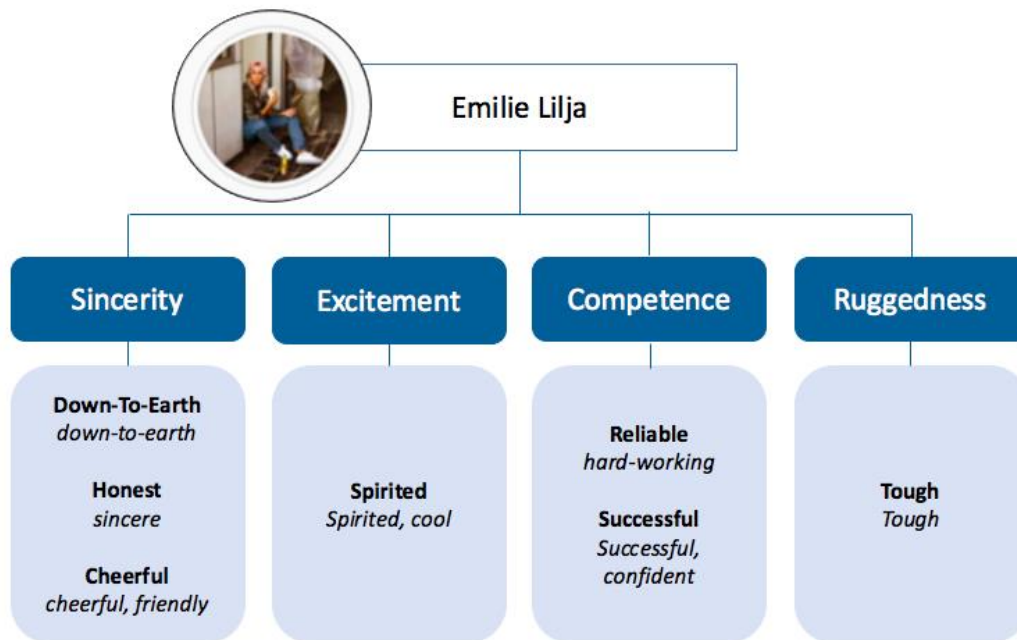 Emilie Lilja
Sincerity
Excitement
Competence
Ruggedness
Down-To-Earth
down-to-earth
Honest
sincere
Cheerful
cheerful, friendly
Spirited
Spirited, cool
Reliable
hard-working
Successful
Successful,
confident
Tough
Tough